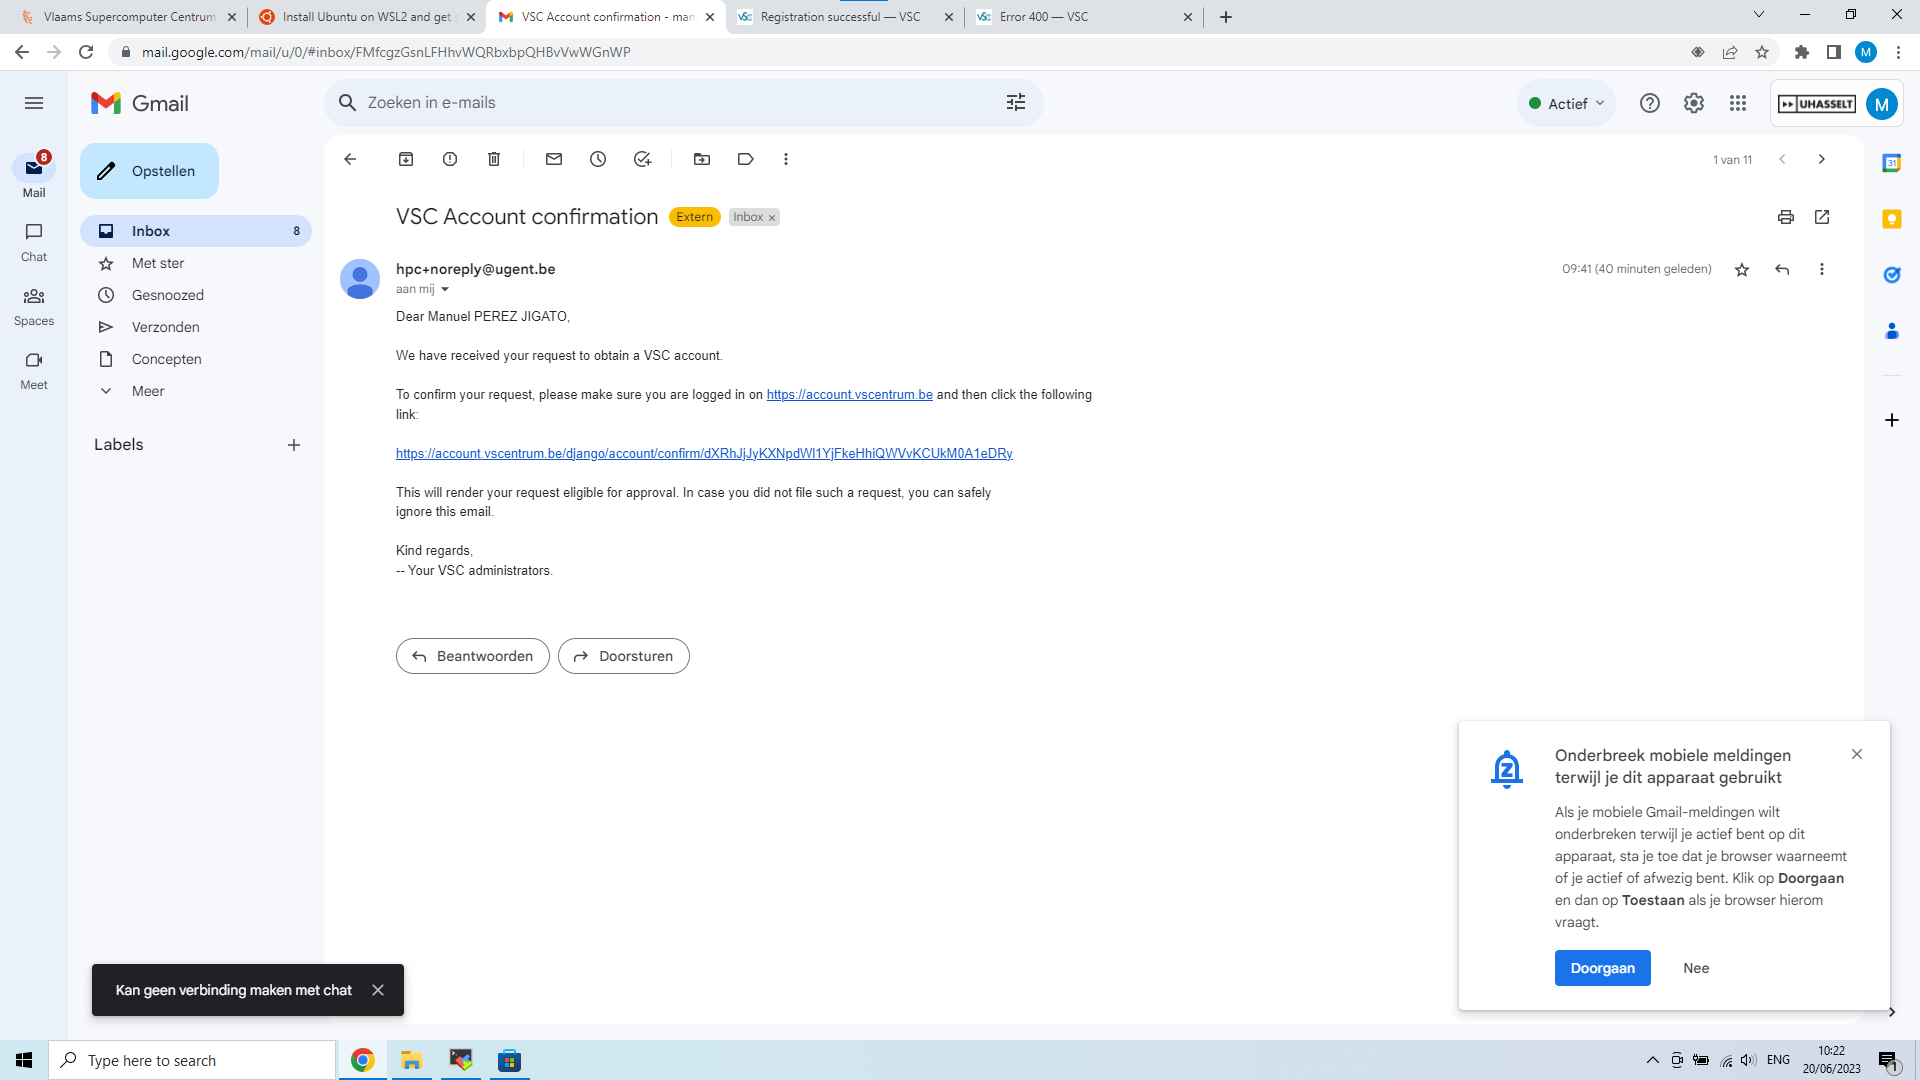 Vlaams Supercomputer Centrum
Install Ubuntu on WSL2 and get s
VSC Account confirmation - man
Registration successful — VSC
Error 400 — VSC
mail.google.com/mail/u/0/#inbox/FMfcgzGsnLFHhvWQRbxbpQHBvVwWGnWP
M
Gmail
Zoeken in e-mails
Actief
UHASSELT
M
8
Mail
Chat
Spaces
Meet
Opstellen
Inbox 8
Met ster
Gesnoozed
Verzonden
Concepten
Meer
Labels
1 van 11
31
VSC Account confirmation Extern Inbox
hpc+noreply@ugent.be
09:41 (40 minuten geleden)
aan mij
Dear Manuel PEREZ JIGATO,
We have received your request to obtain a VSC account.
To confirm your request, please make sure you are logged in on https://account.vscentrum.be and then click the following
link:
https://account.vscentrum.be/django/account/confirm/dXRhJjJyKXNpdWI1YjFkeHhiQWVvKCUkM0A1eDRy
This will render your request eligible for approval. In case you did not file such a request, you can safely
ignore this email.
Kind regards,
-- Your VSC administrators.
Beantwoorden
Doorsturen
Onderbreek mobiele meldingen
terwijl je dit apparaat gebruikt
Als je mobiele Gmail-meldingen wilt
onderbreken terwijl je actief bent op dit
apparaat, sta je toe dat je browser waarneemt
of je actief of afwezig bent. Klik op Doorgaan
en dan op Toestaan als je browser hierom
vraagt.
Doorgaan
Nee
Kan geen verbinding maken met chat
Type here to search
ENG
10:22
20/06/2023
1